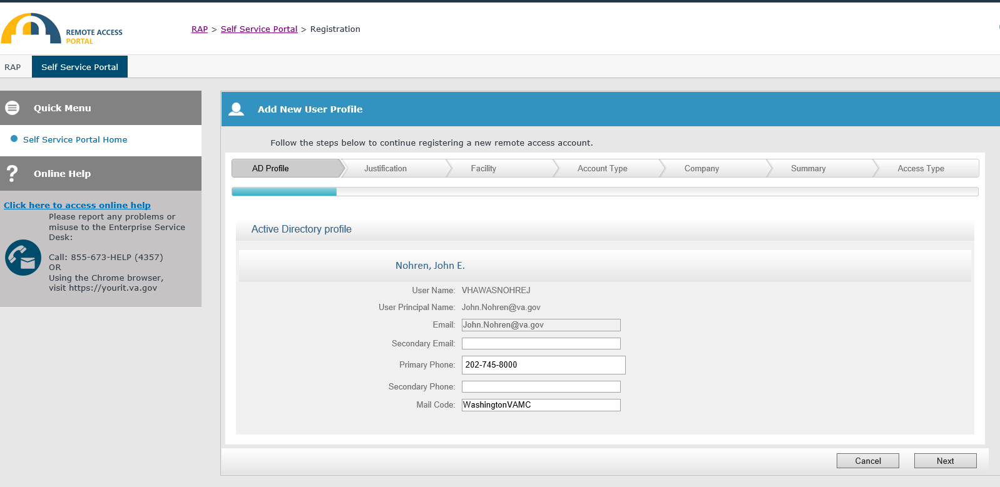 REMOTE ACCESS
PORTAL
RAP > Self Service Portal > Registration
RAP
Self Service Portal
Quick Menu
Self Service Portal Home
Online Help
Click here to access online help
Please report any problems or
misuse to the Enterprise Service
Desk:
Call: 855-673-HELP (4357)
OR
Using the Chrome browser,
visit https://yourit.va.gov
Add New User Profile
Follow the steps below to continue registering a new remote access account.
AD Profile
Justification
Facility
Account Type
Company
Summary
Access Type
Active Directory profile
Nohren, John E.
User Name: VHAWASNOHREJ
User Principal Name: John.Nohren@va.gov
Email: John.Nohren@va.gov
Secondary Email:
Primary Phone: 202-745-8000
Secondary Phone:
Mail Code: WashingtonVAMC
Cancel
Next